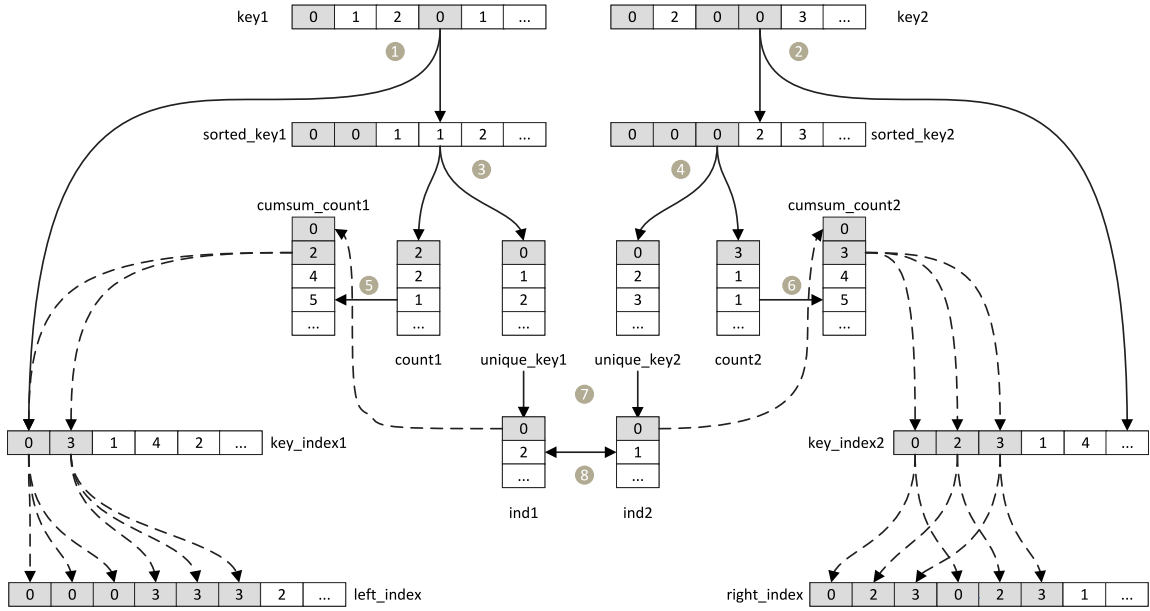 key1 0 1 2 0 1 ...
0 2 0 0 3 ... key2
1 2
sorted_key1 0 0 1 1 2 ...
0 0 0 2 3 ... sorted_key2
3 4
cumsum_count1 cumsum_count2
0 0
2 2 0 0 3 3
4 2 1 2 1 4
5 5 1 2 3 1 6 5
... ... ... ... ... ...
count1 unique_key1 unique_key2 count2
7
0 0
0 3 1 4 2 ... key_index1
key_index2 0 2 3 1 4 ...
2 1
8
... ...
ind1 ind2
0 0 0 3 3 3 2 ... left_index
right_index 0 2 3 0 2 3 1 ...